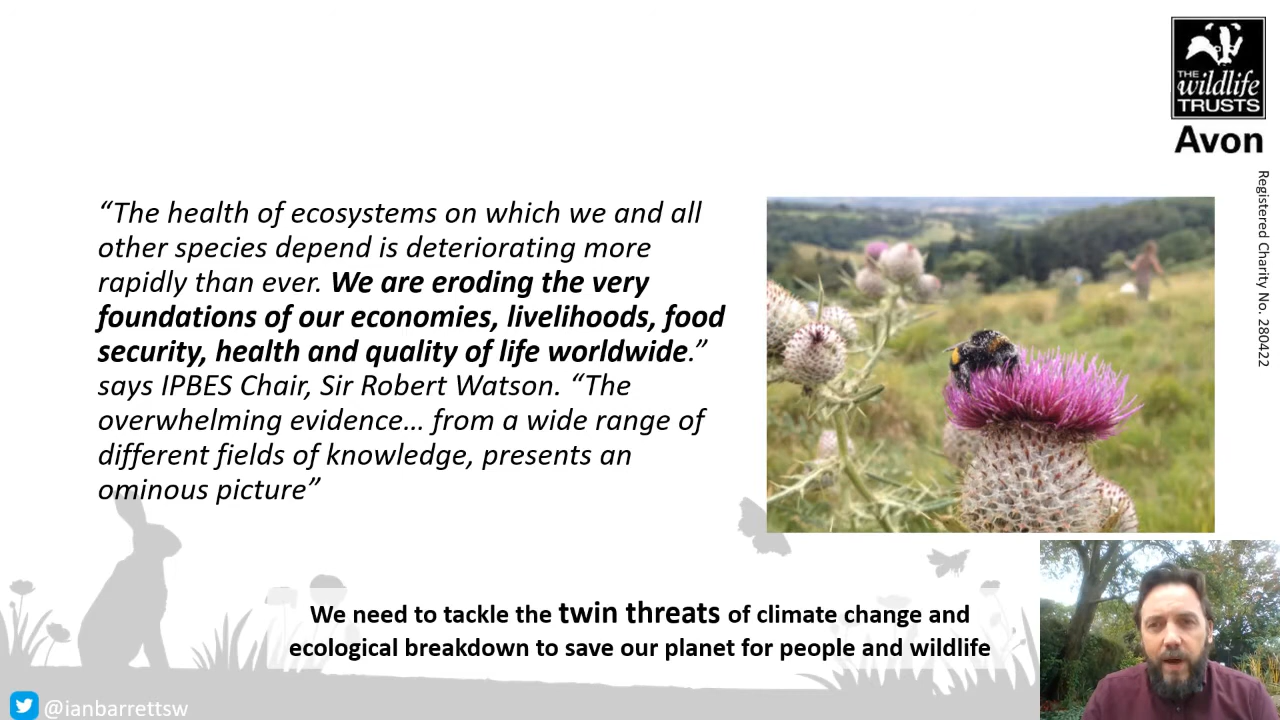 THE
wildlife
TRUSTS
Avon
Registered Charity No. 280422
“The health of ecosystems on which we and all
other species depend is deteriorating more
rapidly than ever. We are eroding the very
foundations of our economies, livelihoods, food
security, health and quality of life worldwide.”
says IPBES Chair, Sir Robert Watson. “The
overwhelming evidence… from a wide range of
different fields of knowledge, presents an
ominous picture”
We need to tackle the twin threats of climate change and
ecological breakdown to save our planet for people and wildlife
@ianbarrettsw